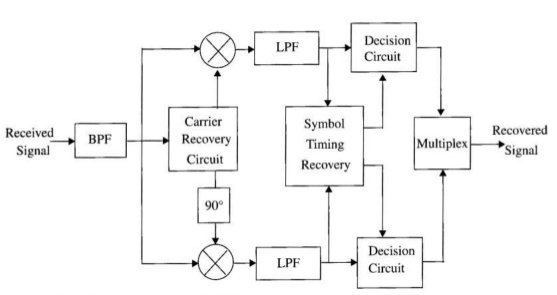 LPF
Decision
Circuit
Carrier
Recovery
Circuit
Symbol
Timing
Recovery
Received
Signal
BPF
Multiplex
Recovered
Signal
90°
LPF
Decision
Circuit